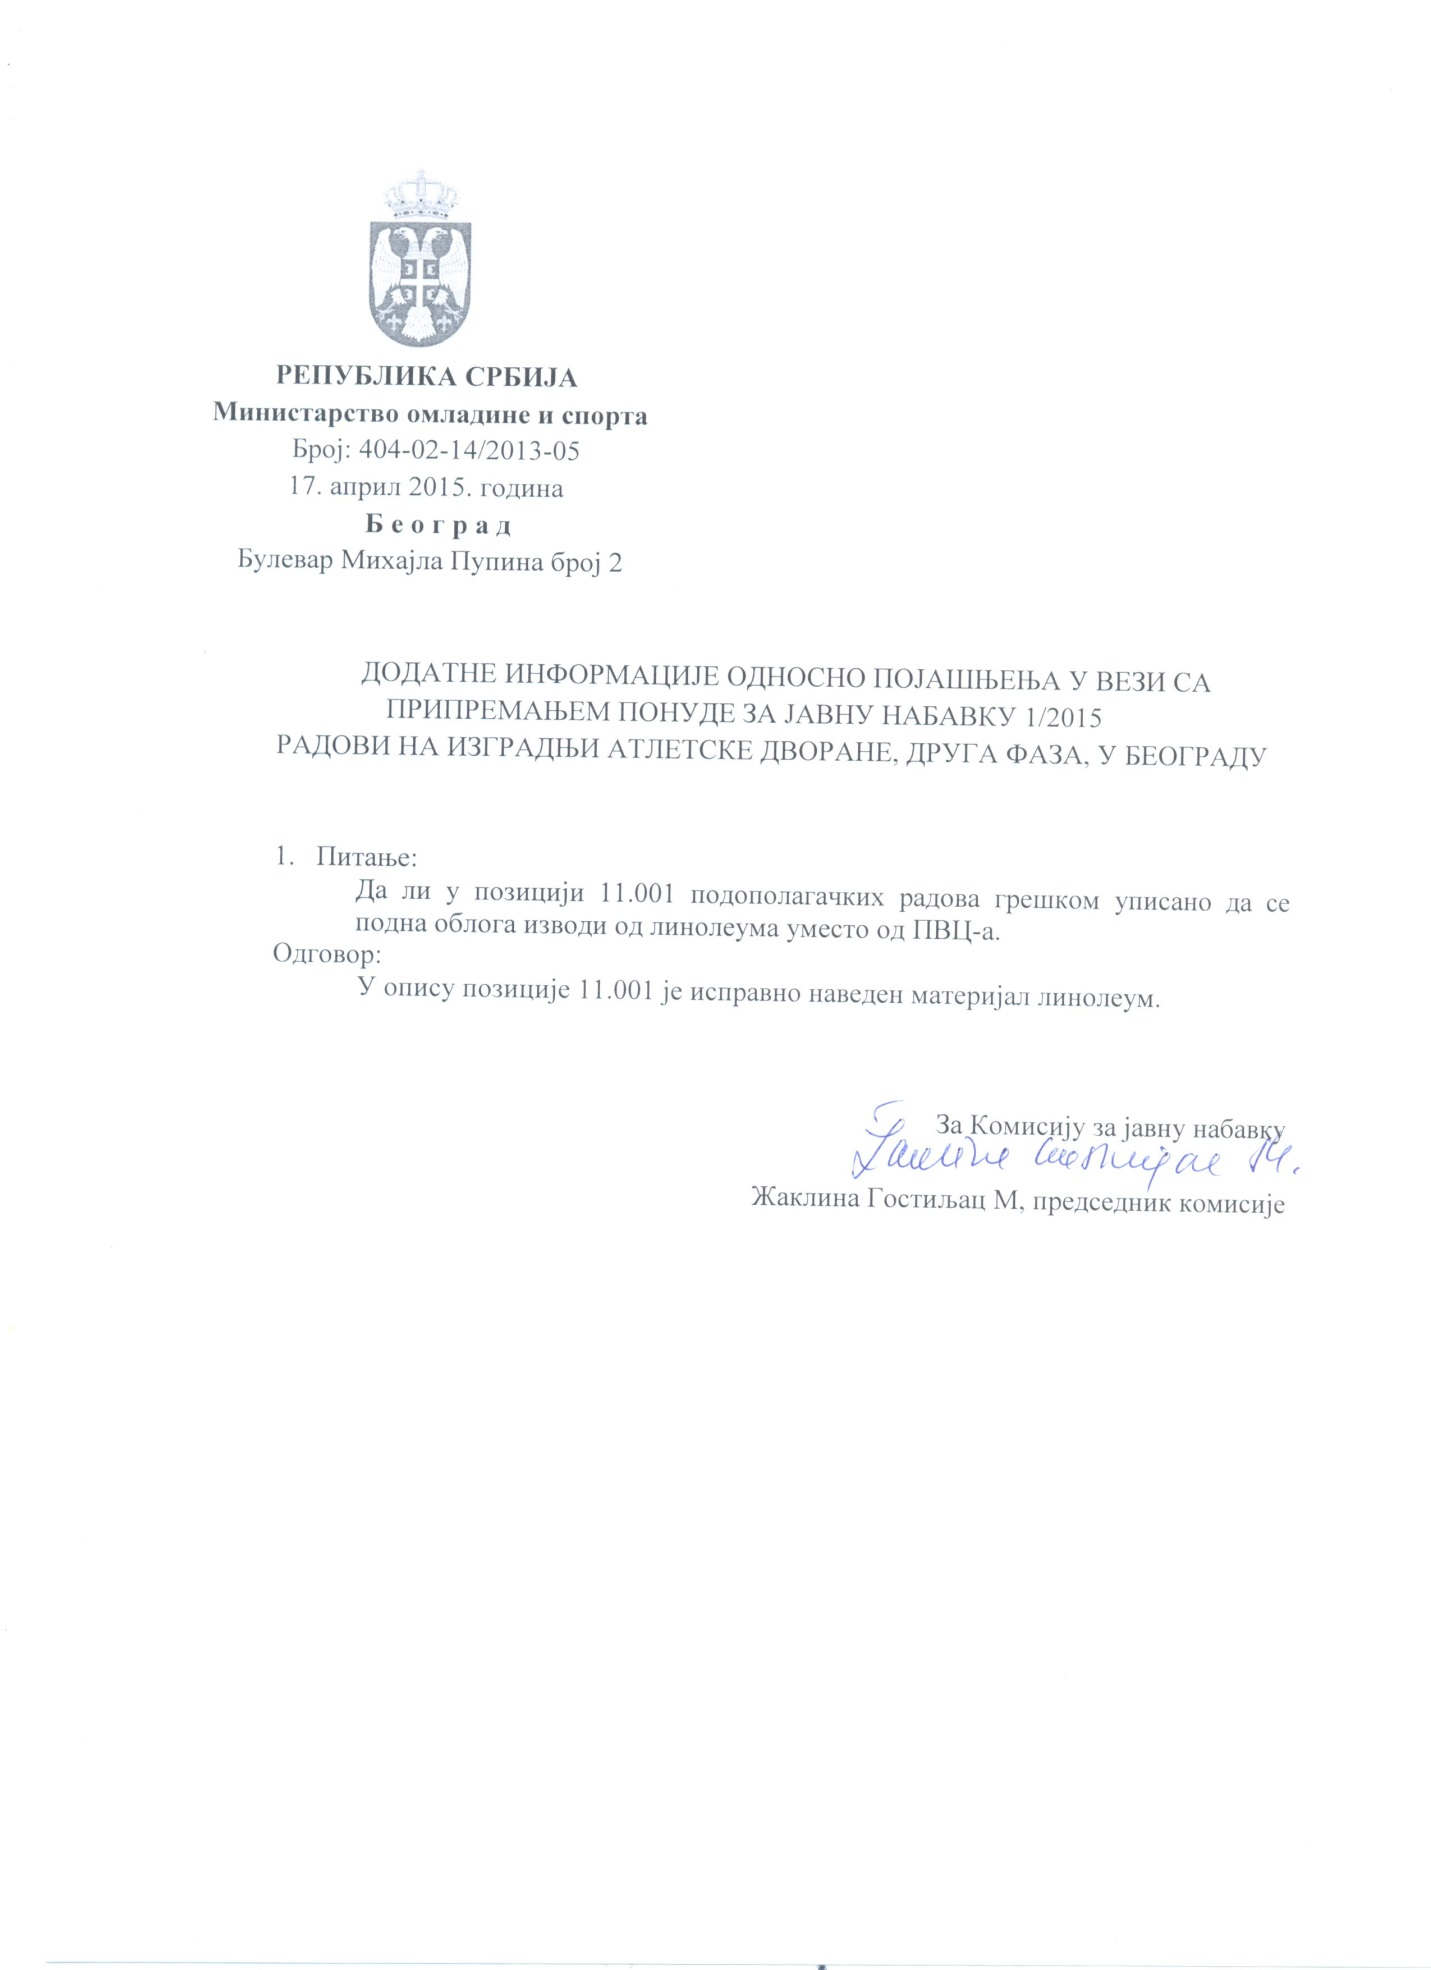 РЕПУБЛИКА СРБИЈА
Министарство омладине и спорта
Број: 404-02-14/2013-05
17. април 2015. година
Б е о г р а д
Булевар Михајла Пупина број 2
ДОДАТНЕ ИНФОРМАЦИЈЕ ОДНОСНО ПОЈАШЊЕЊА У ВЕЗИ СА
ПРИПРЕМАЊЕМ ПОНУДЕ ЗА ЈАВНУ НАБАВКУ 1/2015
РАДОВИ НА ИЗГРАДЊИ АТЛЕТСКЕ ДВОРАНЕ, ДРУГА ФАЗА, У БЕОГРАДУ
1. Питање:
Да ли у позицији 11.001 подополагачких радова грешком уписано да се
подна облога изводи од линолеума уместо од ПВЦ-а.
Одговор:
У опису позиције 11.001 је исправно наведен материјал линолеум.
За Комисију за јавну набавку
Жаклина Гостиљац М, председник комисије